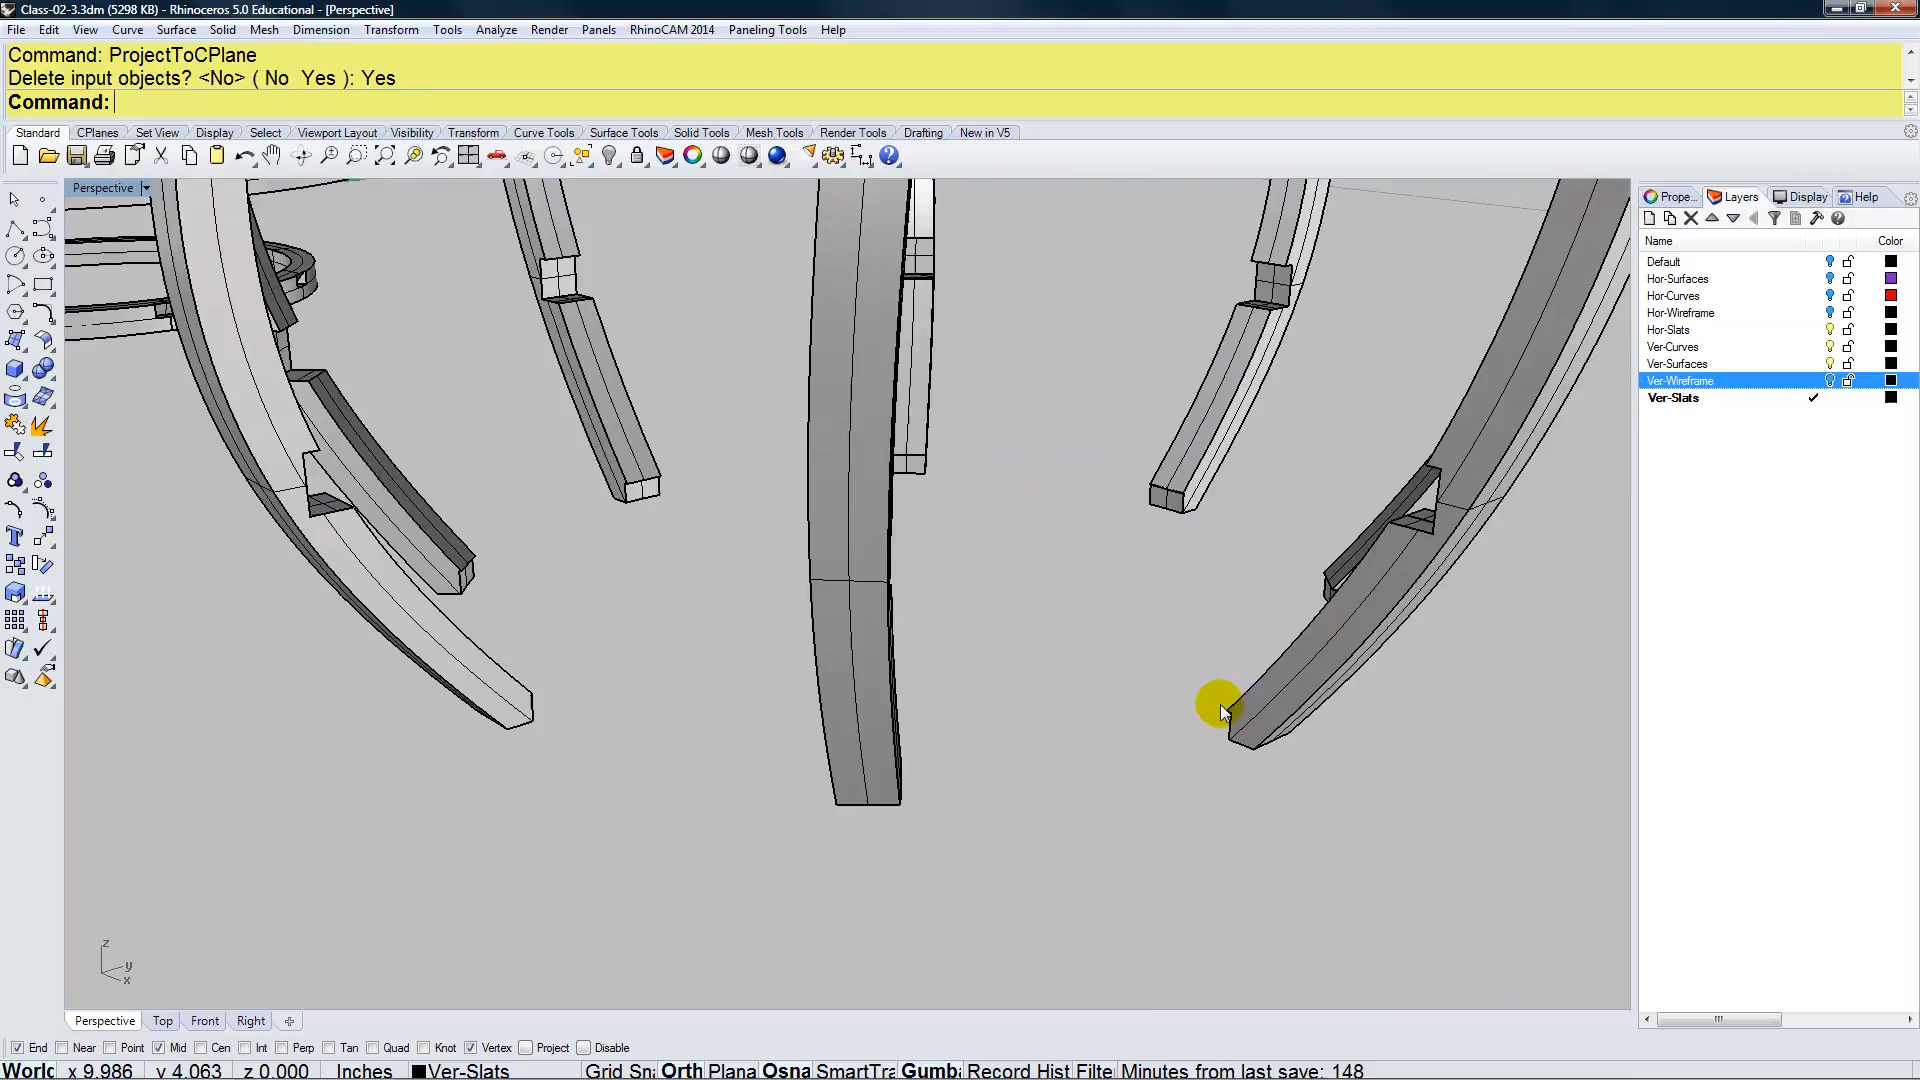 Class-02-3.3dm (5298 KB) - Rhinoceros 5.0 Educational - [Perspective]
File Edit View Curve Surface Solid Mesh Dimension Transform Tools Analyze Render Panels RhinoCAM 2014 Paneling Tools Help
Command: ProjectToCPlane
Delete input objects? <No> ( No Yes ): Yes
Command:
Standard CPlanes Set View Display Select Viewport Layout Visibility Transform Curve Tools Surface Tools Solid Tools Mesh Tools Render Tools Drafting New in V5
Perspective
Prope... Layers Display Help
Name Color
Default
Hor-Surfaces
Hor-Curves
Hor-Wireframe
Hor-Slats
Ver-Curves
Ver-Surfaces
Ver-Wireframe
Ver-Slats
z
y
x
Perspective Top Front Right
End Near Point Mid Cen Int Perp Tan Quad Knot Vertex Project Disable
World x 9.986 y 4.063 z 0.000 Inches Ver-Slats Grid Sna Orth Plana Osna SmartTra Gumba Record Hist Filte Minutes from last save: 148